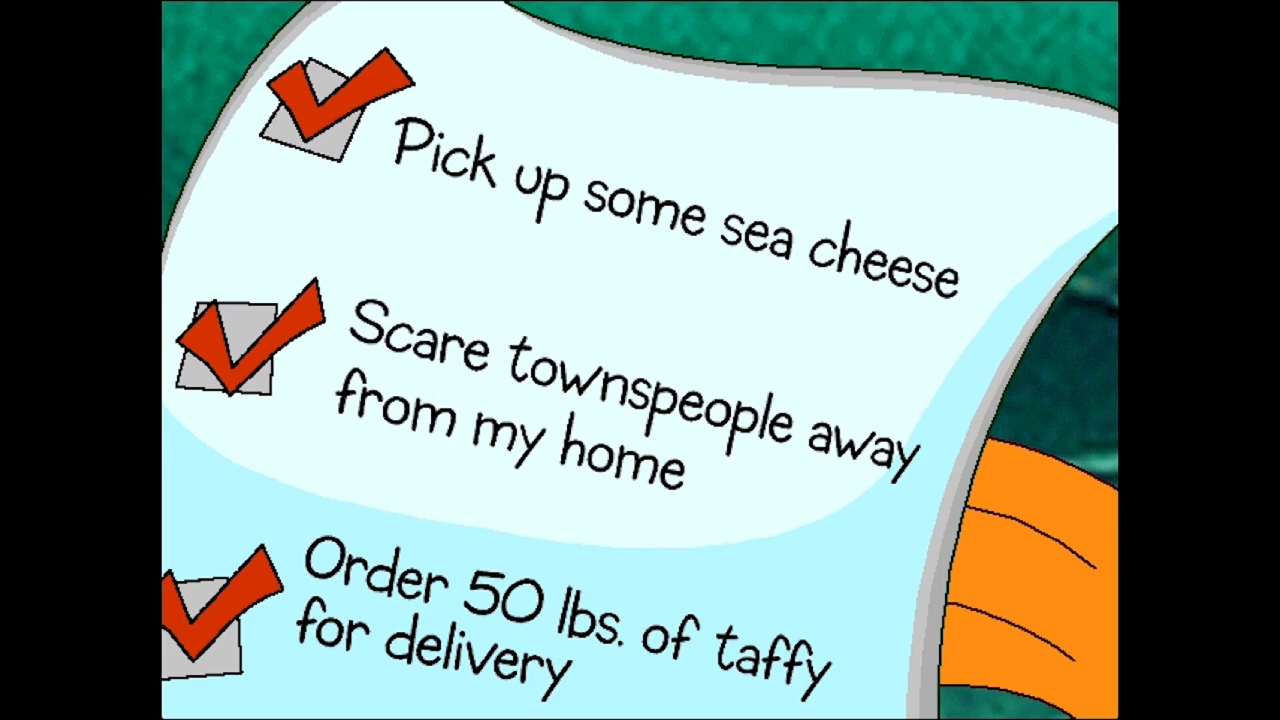 Pick up some sea cheese
Scare townspeople away
from my home
Order 50 lbs. of taffy
for delivery